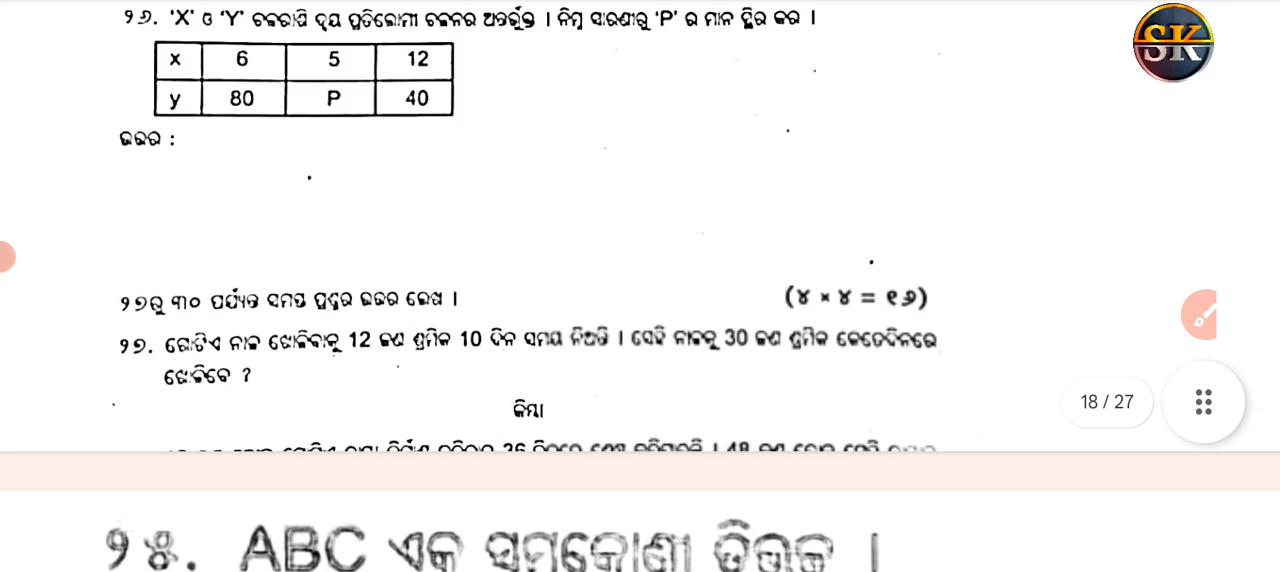 ୨୬. 'X' ଓ 'Y' ଚଳରାଶି ଦ୍ୱୟ ପ୍ରତିଲୋମୀ ଚଳନର ଅନ୍ତର୍ଭୁକ୍ତ । ନିମ୍ନ ସାରଣୀରୁ 'P' ର ମାନ ସ୍ଥିର କର ।
SK
x 6 5 12
y 80 P 40
ଉତ୍ତର :
୨୭ରୁ ୩୦ ପର୍ଯ୍ୟନ୍ତ ସମସ୍ତ ପ୍ରଶ୍ନର ଉତ୍ତର ଲେଖ । (୪ × ୪ = ୧୬)
୨୭. ଗୋଟିଏ ନାଳ ଖୋଳିବାକୁ 12 ଜଣ ଶ୍ରମିକ 10 ଦିନ ସମୟ ନିଅନ୍ତି । ସେହି ନାଳକୁ 30 ଜଣ ଶ୍ରମିକ କେତେଦିନରେ
ଖୋଳିବେ ?
18 / 27
କିମ୍ବା
୨୫. ABC ଏକ ସମକୋଣୀ ତ୍ରିଭୁଜ ।